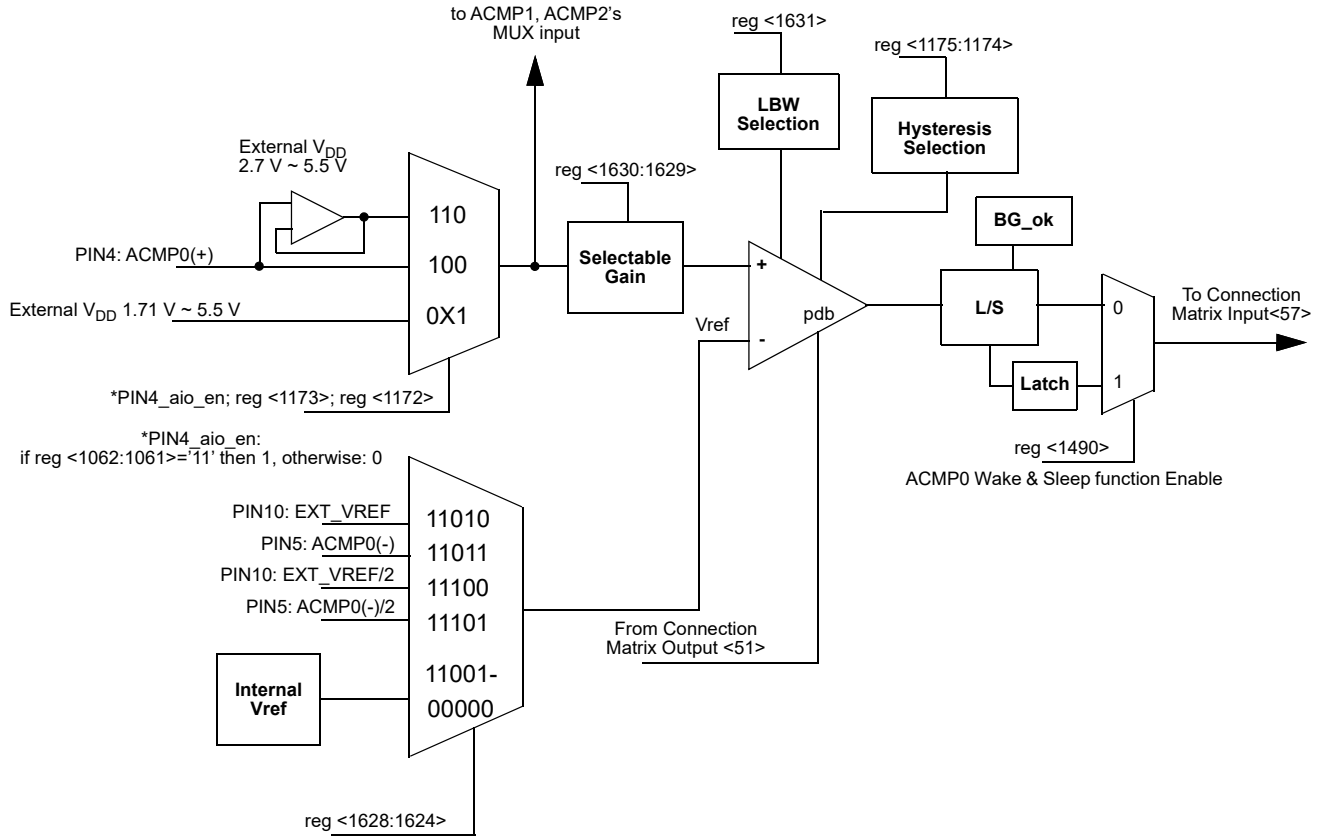 to ACMP1, ACMP2's
MUX input
reg <1631>
reg <1175:1174>
LBW
Selection
Hysteresis
Selection
External VDD
2.7 V ~ 5.5 V
reg <1630:1629>
110
BG_ok
PIN4: ACMP0(+)
100
Selectable
Gain
+
External VDD 1.71 V ~ 5.5 V
0X1
Vref
-
pdb
L/S
0
To Connection
Matrix Input<57>
Latch
1
*PIN4_aio_en; reg <1173>; reg <1172>
*PIN4_aio_en:
if reg <1062:1061>='11' then 1, otherwise: 0
reg <1490>
ACMP0 Wake & Sleep function Enable
PIN10: EXT_VREF
11010
PIN5: ACMP0(-)
11011
PIN10: EXT_VREF/2
11100
PIN5: ACMP0(-)/2
11101
From Connection
Matrix Output <51>
Internal
Vref
11001-
00000
reg <1628:1624>